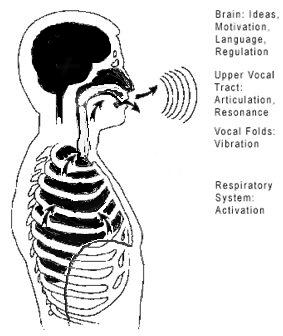 Brain: Ideas,
Motivation,
Language,
Regulation
Upper Vocal
Tract:
Articulation,
Resonance
Vocal Folds:
Vibration
Respiratory
System:
Activation